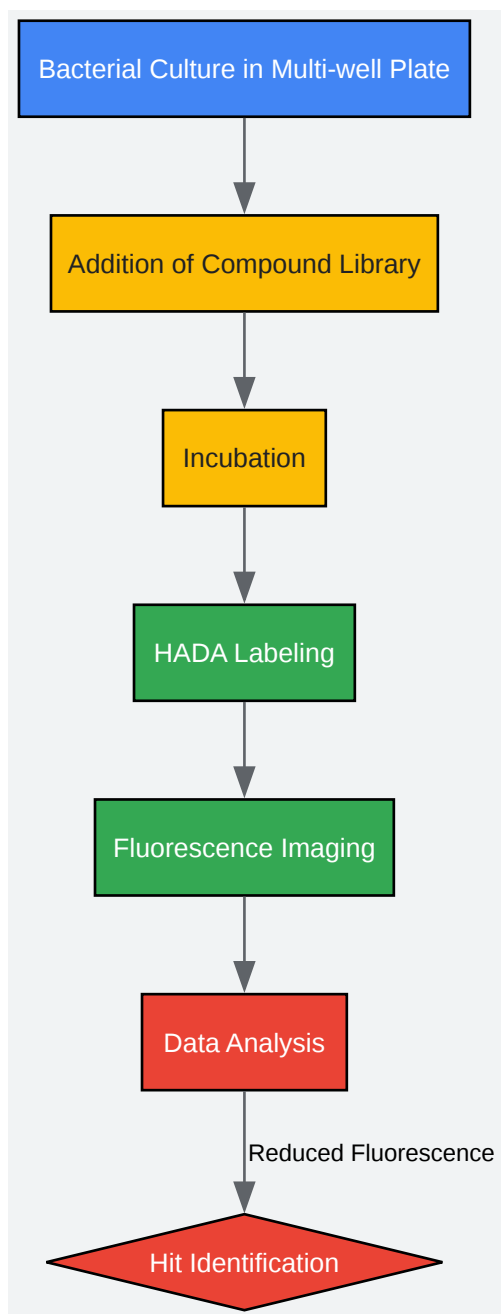 Bacterial Culture in Multi-well Plate
Addition of Compound Library
Incubation
HADA Labeling
Fluorescence Imaging
Data Analysis
Reduced Fluorescence
Hit Identification